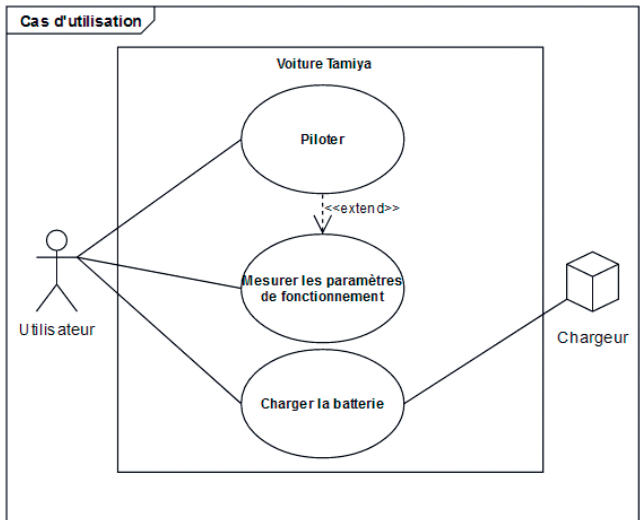 Cas d'utilisation
Voiture Tamiya
Piloter
<<extend>>
Mesurer les paramètres
de fonctionnement
Utilisateur
Chargeur
Charger la batterie